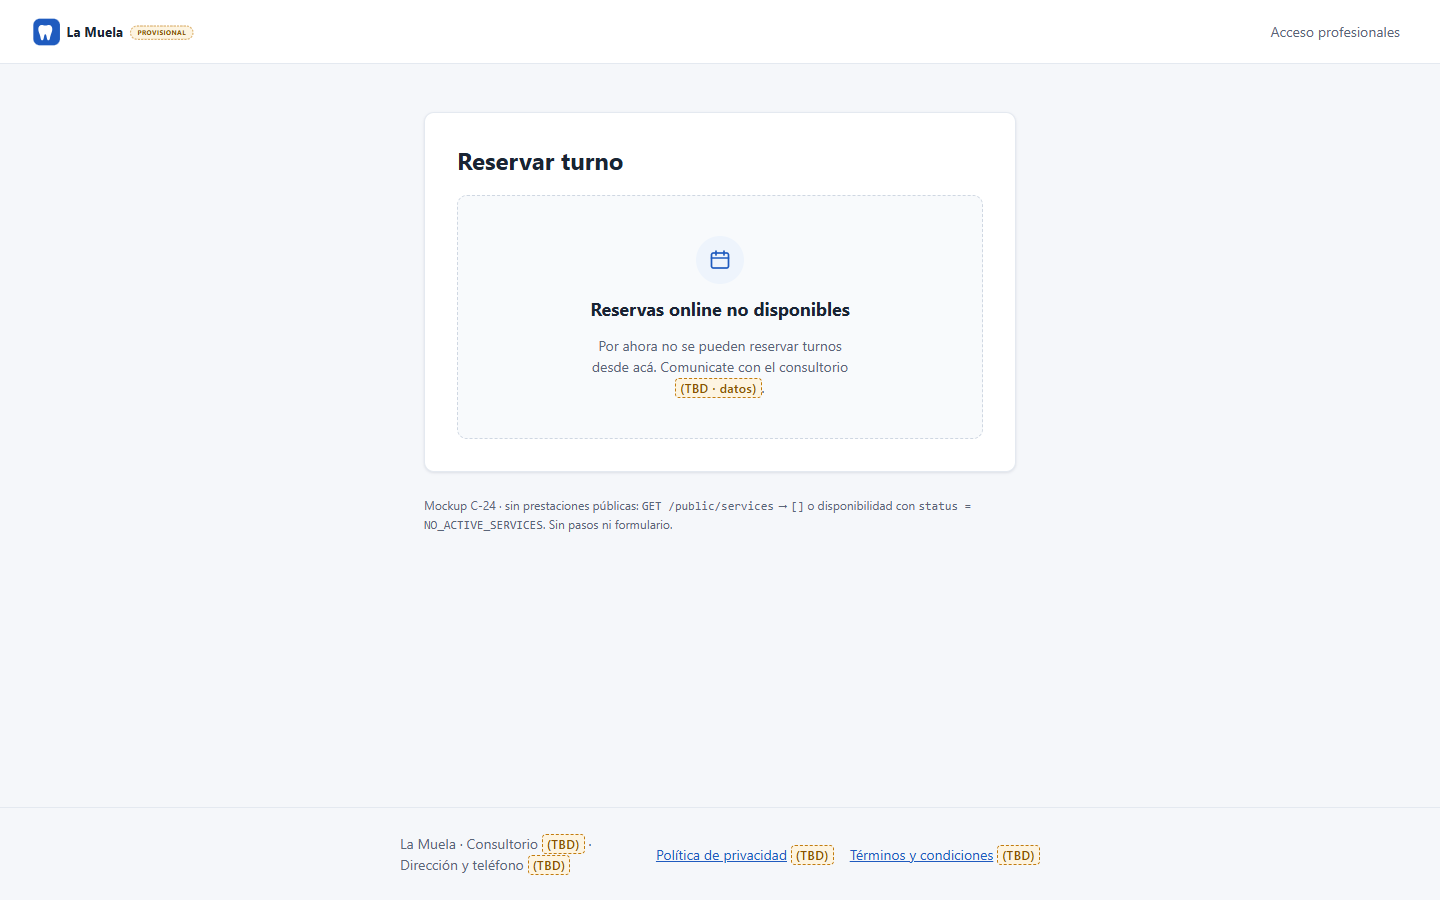 La Muela PROVISIONAL
Acceso profesionales
Reservar turno
Reservas online no disponibles
Por ahora no se pueden reservar turnos
desde acá. Comunicate con el consultorio
(TBD · datos).
Mockup C-24 · sin prestaciones públicas: GET /public/services → [] o disponibilidad con status =
NO_ACTIVE_SERVICES. Sin pasos ni formulario.
La Muela · Consultorio (TBD) ·
Dirección y teléfono (TBD)
Política de privacidad (TBD) Términos y condiciones (TBD)